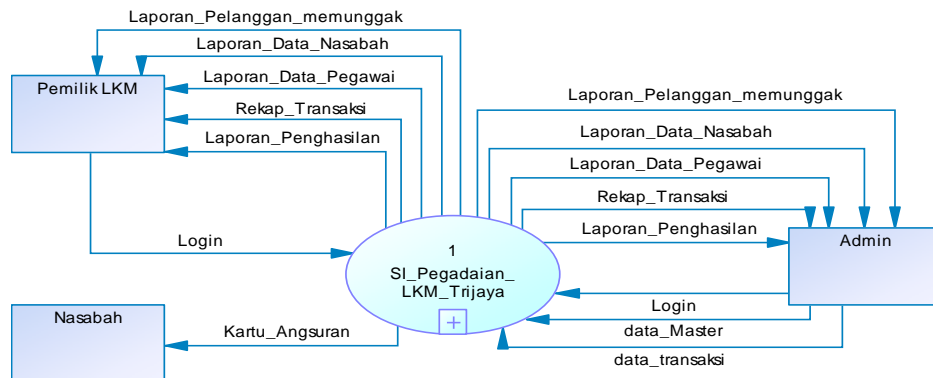 Laporan_Pelanggan_memunggak
Laporan_Data_Nasabah
Laporan_Data_Pegawai
Rekap_Transaksi
Laporan_Penghasilan
Pemilik LKM
Login
Nasabah
Kartu_Angsuran
1
SI_Pegadaian_
LKM_Trijaya
Laporan_Pelanggan_memunggak
Laporan_Data_Nasabah
Laporan_Data_Pegawai
Rekap_Transaksi
Laporan_Penghasilan
Admin
Login
data_Master
data_transaksi